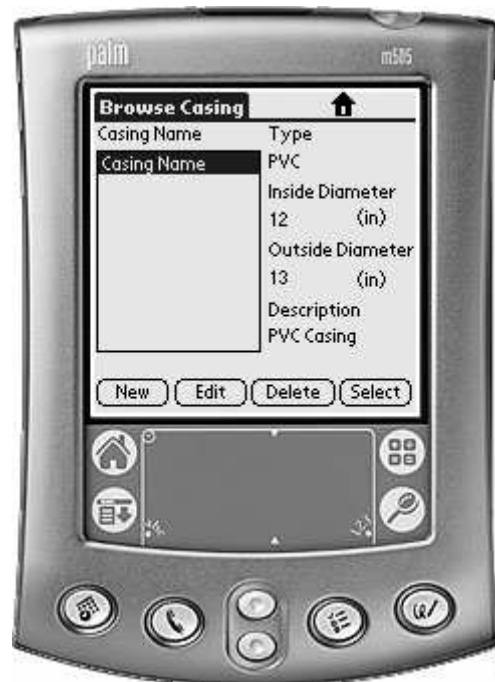 palm
m505
Browse Casing
Casing Name
Casing Name
Type
PVC
Inside Diameter
12 (in)
Outside Diameter
13 (in)
Description
PVC Casing
New Edit Delete Select